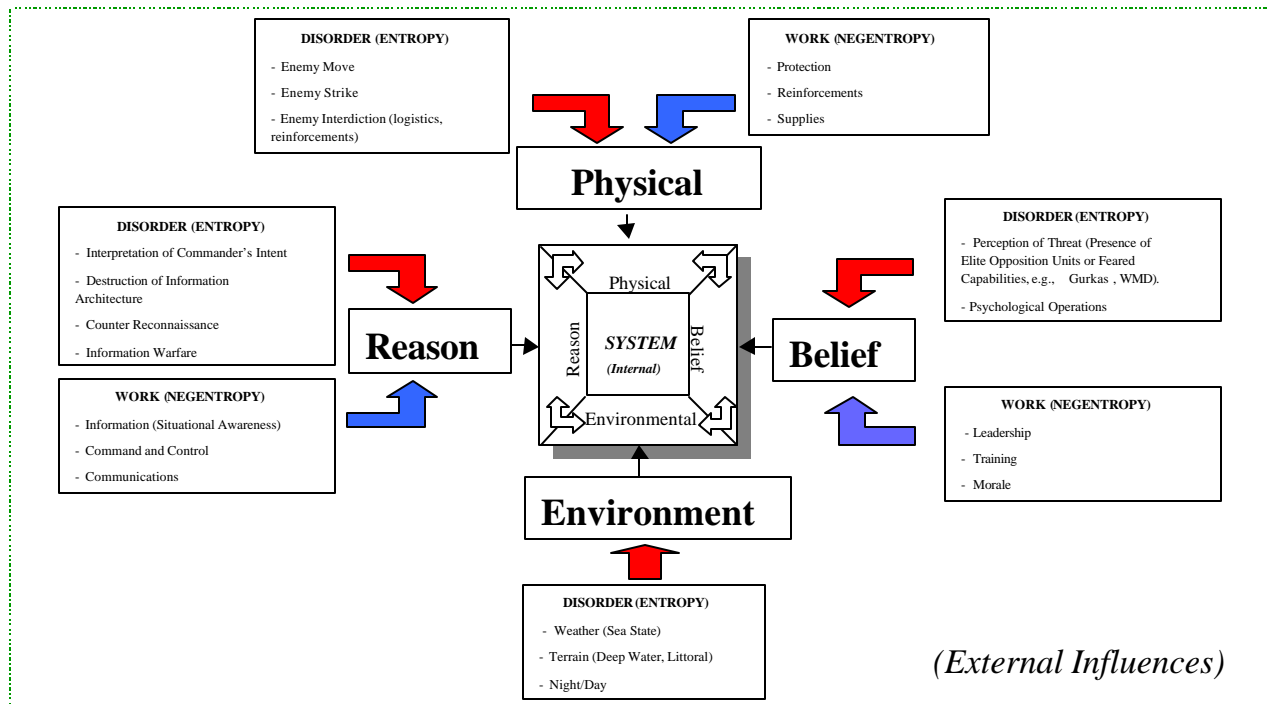 DISORDER (ENTROPY)
- Enemy Move
- Enemy Strike
- Enemy Interdiction (logistics,
reinforcements)
WORK (NEGENTROPY)
- Protection
- Reinforcements
- Supplies
Physical
DISORDER (ENTROPY)
- Interpretation of Commander's Intent
- Destruction of Information
Architecture
- Counter Reconnaissance
- Information Warfare
Reason
WORK (NEGENTROPY)
- Information (Situational Awareness)
- Command and Control
- Communications
Physical
Reason
SYSTEM
(Internal)
Belief
Environmental
DISORDER (ENTROPY)
- Perception of Threat (Presence of
Elite Opposition Units or Feared
Capabilities, e.g., Gurkas , WMD).
- Psychological Operations
Belief
WORK (NEGENTROPY)
- Leadership
- Training
- Morale
Environment
DISORDER (ENTROPY)
- Weather (Sea State)
- Terrain (Deep Water, Littoral)
- Night/Day
(External Influences)